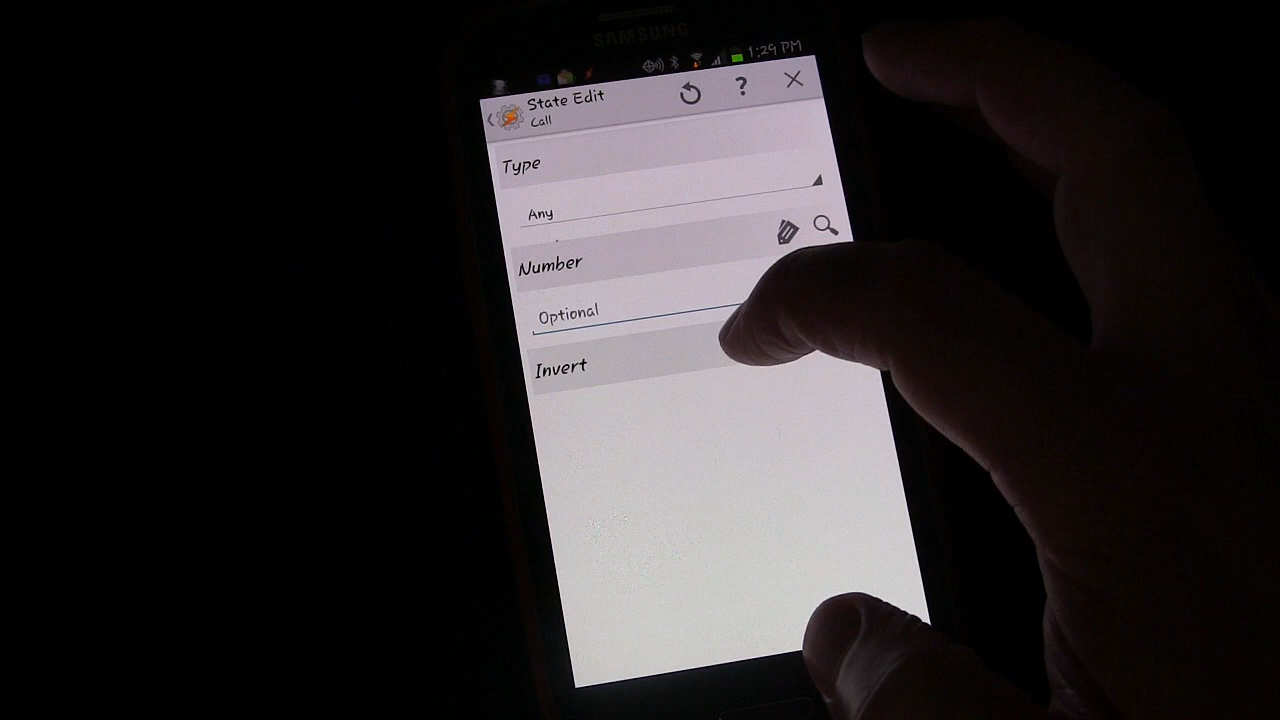 SAMSUNG
1:29 PM
State Edit
?
Call
Type
Any
Number
Optional
Invert